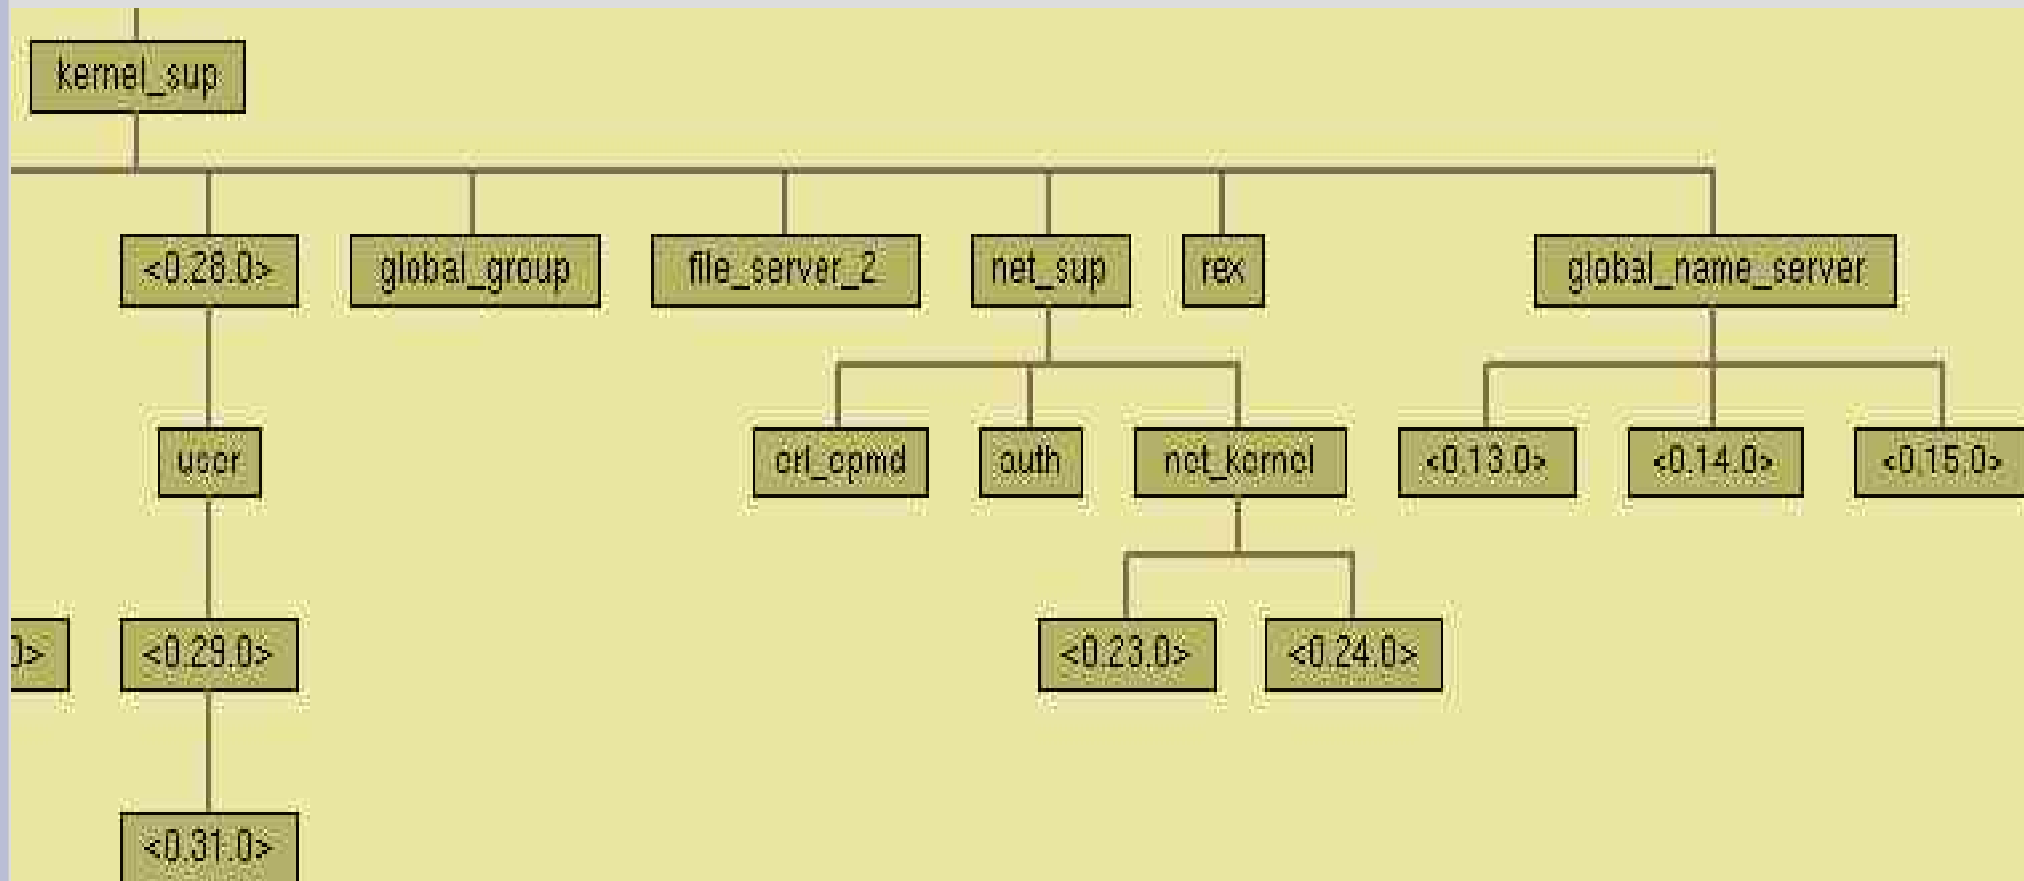 kernel_sup
<0.28.0> global_group file_server_2 net_sup rex global_name_server
user erl_epmd auth net_kernel <0.13.0> <0.14.0> <0.15.0>
0> <0.29.0> <0.23.0> <0.24.0>
<0.31.0>